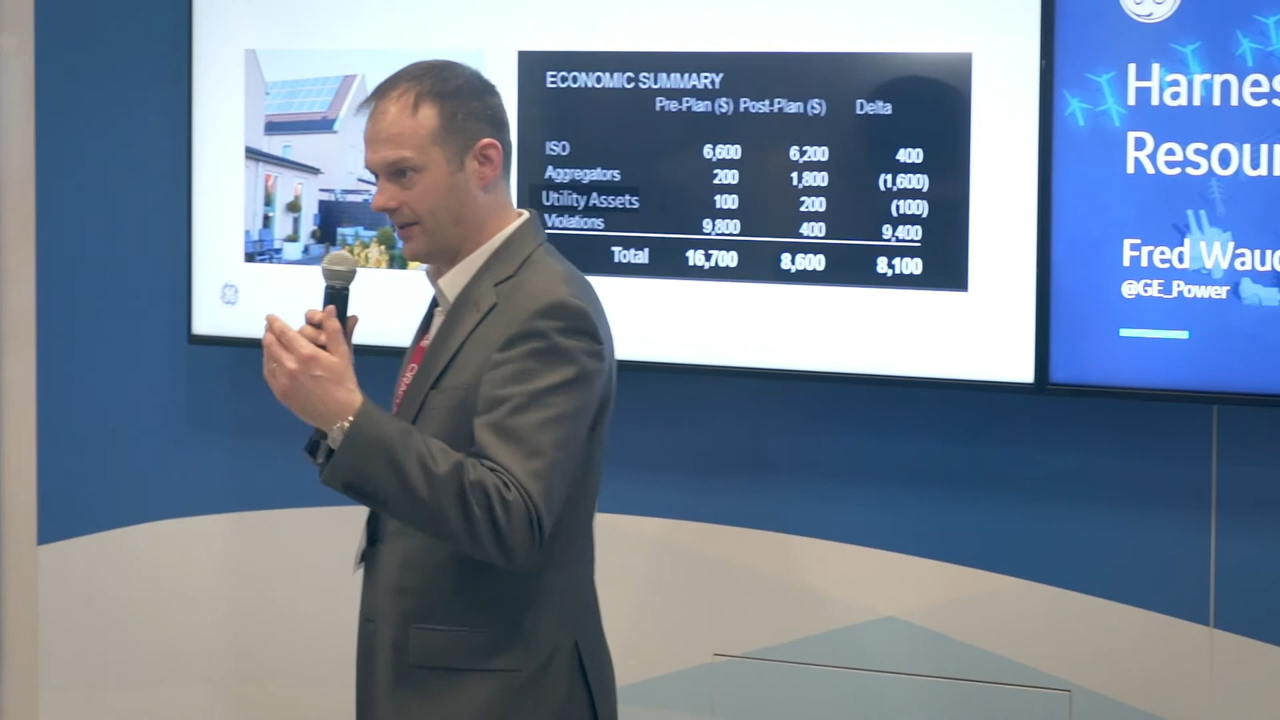 ECONOMIC SUMMARY
Pre-Plan ($) Post-Plan ($) Delta
ISO 6,600 6,200 400
Aggregators 200 1,800 (1,600)
Utility Assets 100 200 (100)
Violations 9,800 400 9,400
Total 16,700 8,600 8,100
Harnes
Resour
Fred Wauc
@GE_Power